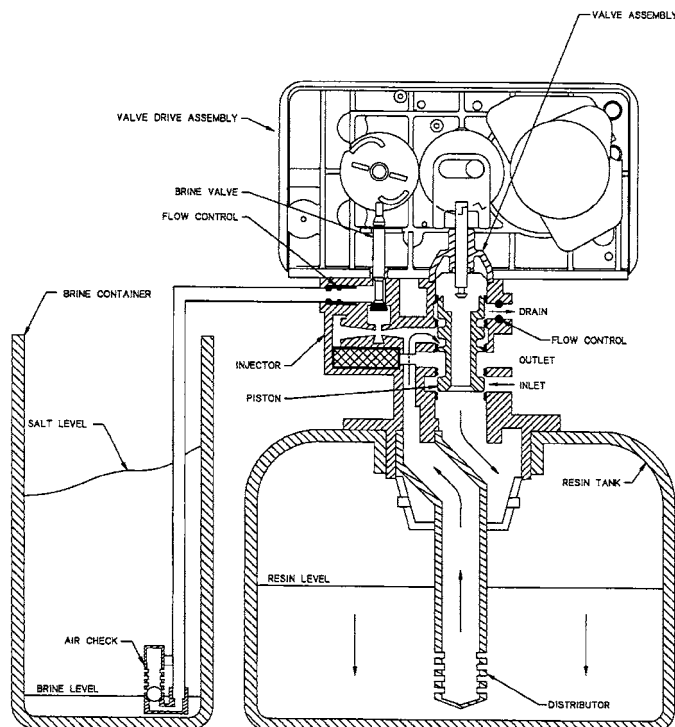 VALVE ASSEMBLY
VALVE DRIVE ASSEMBLY
BRINE VALVE
FLOW CONTROL
BRINE CONTAINER
DRAIN
FLOW CONTROL
INJECTOR
OUTLET
PISTON
INLET
SALT LEVEL
RESIN TANK
RESIN LEVEL
AIR CHECK
BRINE LEVEL
DISTRIBUTOR